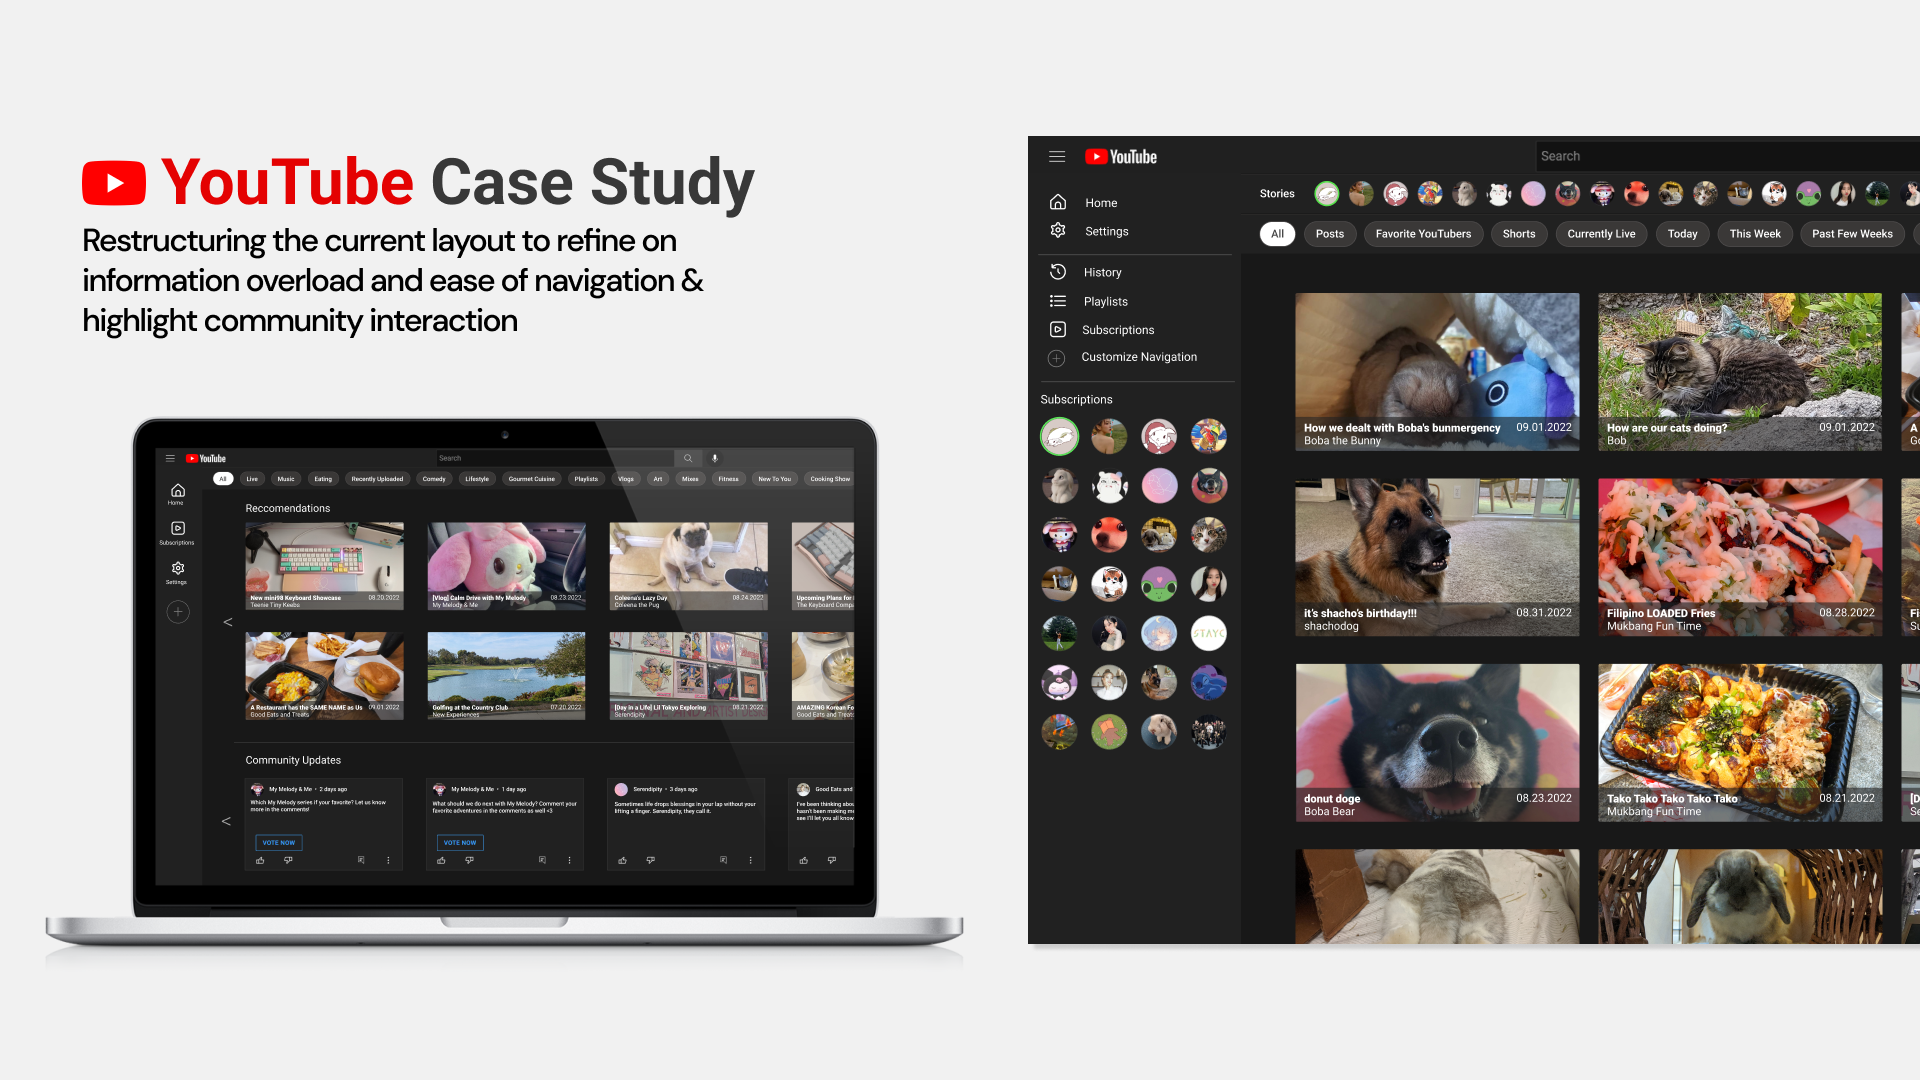 YouTube Case Study
Restructuring the current layout to refine on
information overload and ease of navigation &
highlight community interaction
YouTube
Search
All
Live
Music
Eating
Recently Uploaded
Comedy
Lifestyle
Gourmet Cuisine
Playlists
Vlogs
Art
Mixes
Fitness
New To You
Cooking Show
Home
Subscriptions
Settings
Reccomendations
New mini98 Keyboard Showcase 08.20.2022
Teenie Tiny Keebs
[Vlog] Calm Drive with My Melody 08.23.2022
My Melody & Me
Coleena's Lazy Day 08.24.2022
Coleena the Pug
Upcoming Plans for
The Keyboard Comp
<
A Restaurant has the SAME NAME as Us 09.01.2022
Good Eats and Treats
Golfing at the Country Club 07.20.2022
New Experiences
[Day in a Life] Lil Tokyo Exploring 08.21.2022
Serendipity
AMAZING Korean Fo
Good Eats and Treats
Community Updates
My Melody & Me • 2 days ago
Which My Melody series if your favorite? Let us know
more in the comments!
VOTE NOW
My Melody & Me • 1 day ago
What should we do next with My Melody? Comment your
favorite adventures in the comments as well <3
VOTE NOW
Serendipity • 3 days ago
Sometimes life drops blessings in your lap without your
lifting a finger. Serendipity, they call it.
Good Eats and
I've been thinking abou
hasn't been making m
see I'll let you all know
<
YouTube
Search
Home
Settings
History
Playlists
Subscriptions
Customize Navigation
Subscriptions
STAYC
Stories
All
Posts
Favorite YouTubers
Shorts
Currently Live
Today
This Week
Past Few Weeks
How we dealt with Boba's bunmergency 09.01.2022
Boba the Bunny
How are our cats doing? 09.01.2022
Bob
A
Go
it's shacho's birthday!!! 08.31.2022
shachodog
Filipino LOADED Fries 08.28.2022
Mukbang Fun Time
Fi
Su
donut doge 08.23.2022
Boba Bear
Tako Tako Tako Tako Tako 08.21.2022
Mukbang Fun Time
[D
Se